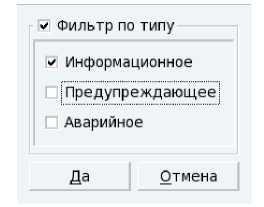 Фильтр по типу
Информационное
Предупреждающее
Аварийное
Да
Отмена